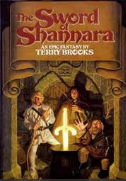 The Sword of
Shannara
AN EPIC FANTASY BY
TERRY BROOKS